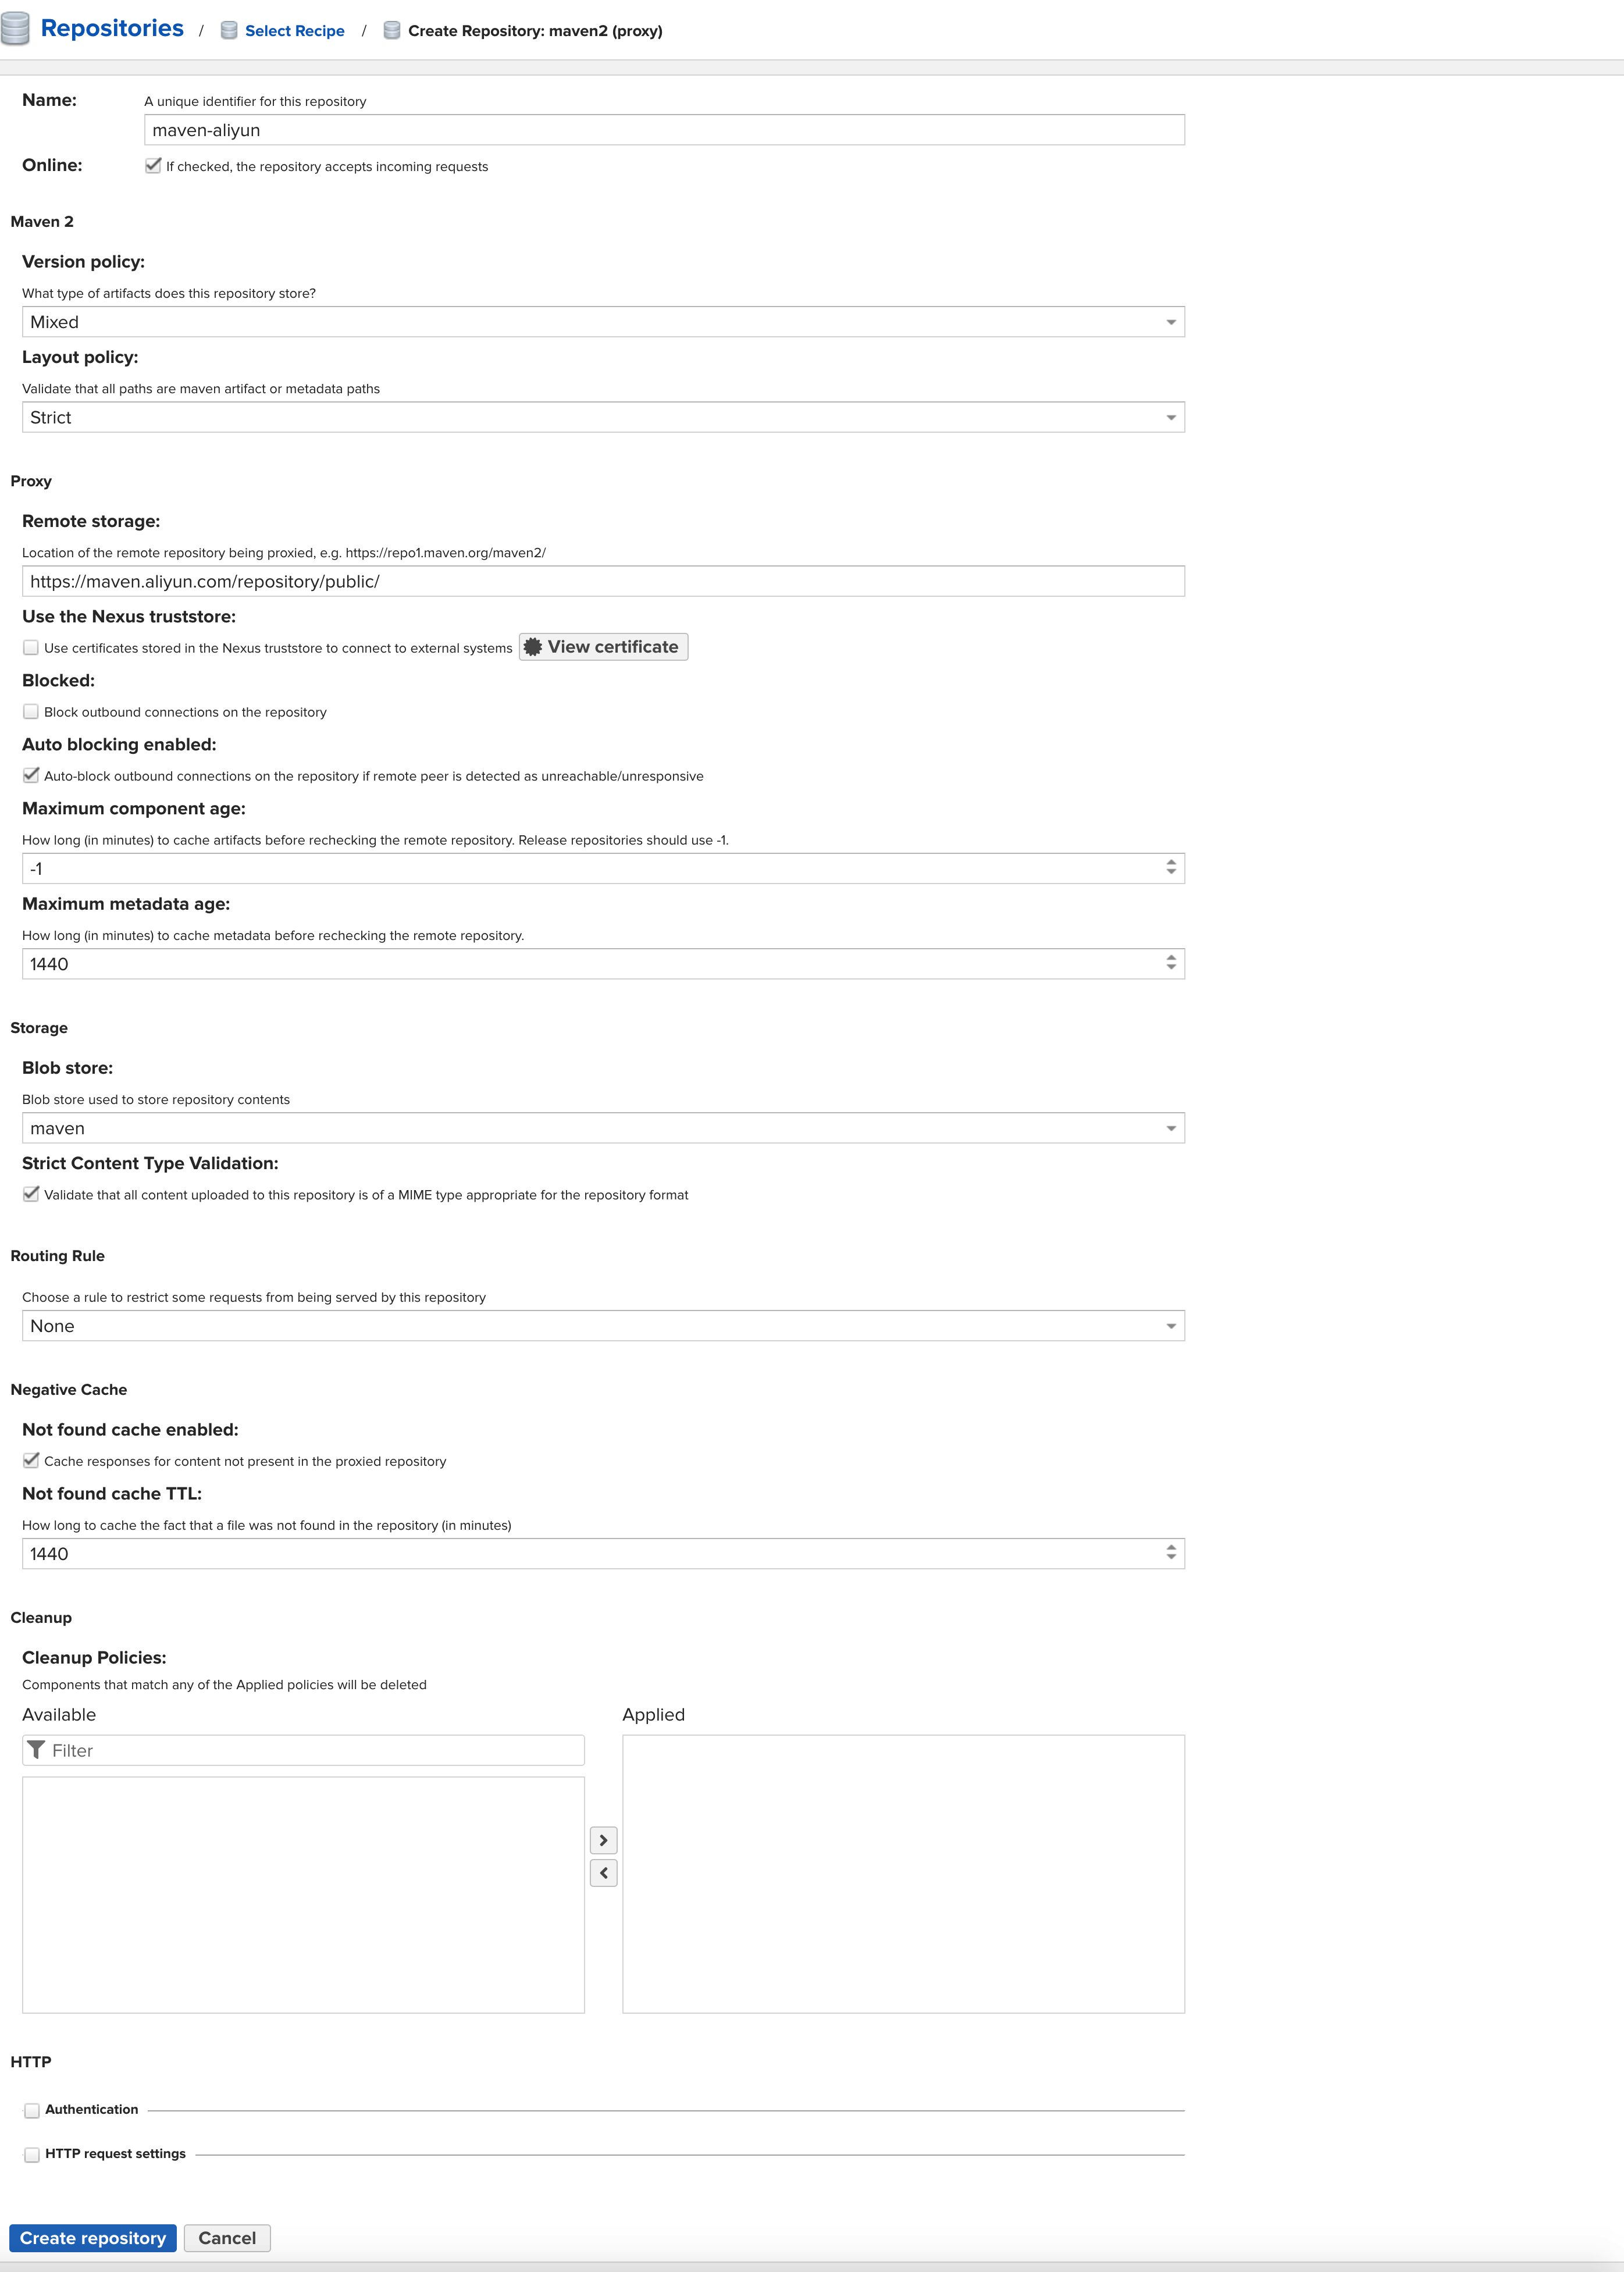 Repositories / Select Recipe / Create Repository: maven2 (proxy)
Name:
A unique identifier for this repository
maven-aliyun
Online:
If checked, the repository accepts incoming requests
Maven 2
Version policy:
What type of artifacts does this repository store?
Mixed
Layout policy:
Validate that all paths are maven artifact or metadata paths
Strict
Proxy
Remote storage:
Location of the remote repository being proxied, e.g. https://repo1.maven.org/maven2/
https://maven.aliyun.com/repository/public/
Use the Nexus truststore:
Use certificates stored in the Nexus truststore to connect to external systems View certificate
Blocked:
Block outbound connections on the repository
Auto blocking enabled:
Auto-block outbound connections on the repository if remote peer is detected as unreachable/unresponsive
Maximum component age:
How long (in minutes) to cache artifacts before rechecking the remote repository. Release repositories should use -1.
-1
Maximum metadata age:
How long (in minutes) to cache metadata before rechecking the remote repository.
1440
Storage
Blob store:
Blob store used to store repository contents
maven
Strict Content Type Validation:
Validate that all content uploaded to this repository is of a MIME type appropriate for the repository format
Routing Rule
Choose a rule to restrict some requests from being served by this repository
None
Negative Cache
Not found cache enabled:
Cache responses for content not present in the proxied repository
Not found cache TTL:
How long to cache the fact that a file was not found in the repository (in minutes)
1440
Cleanup
Cleanup Policies:
Components that match any of the Applied policies will be deleted
Available
Applied
Filter
HTTP
Authentication
HTTP request settings
Create repository Cancel